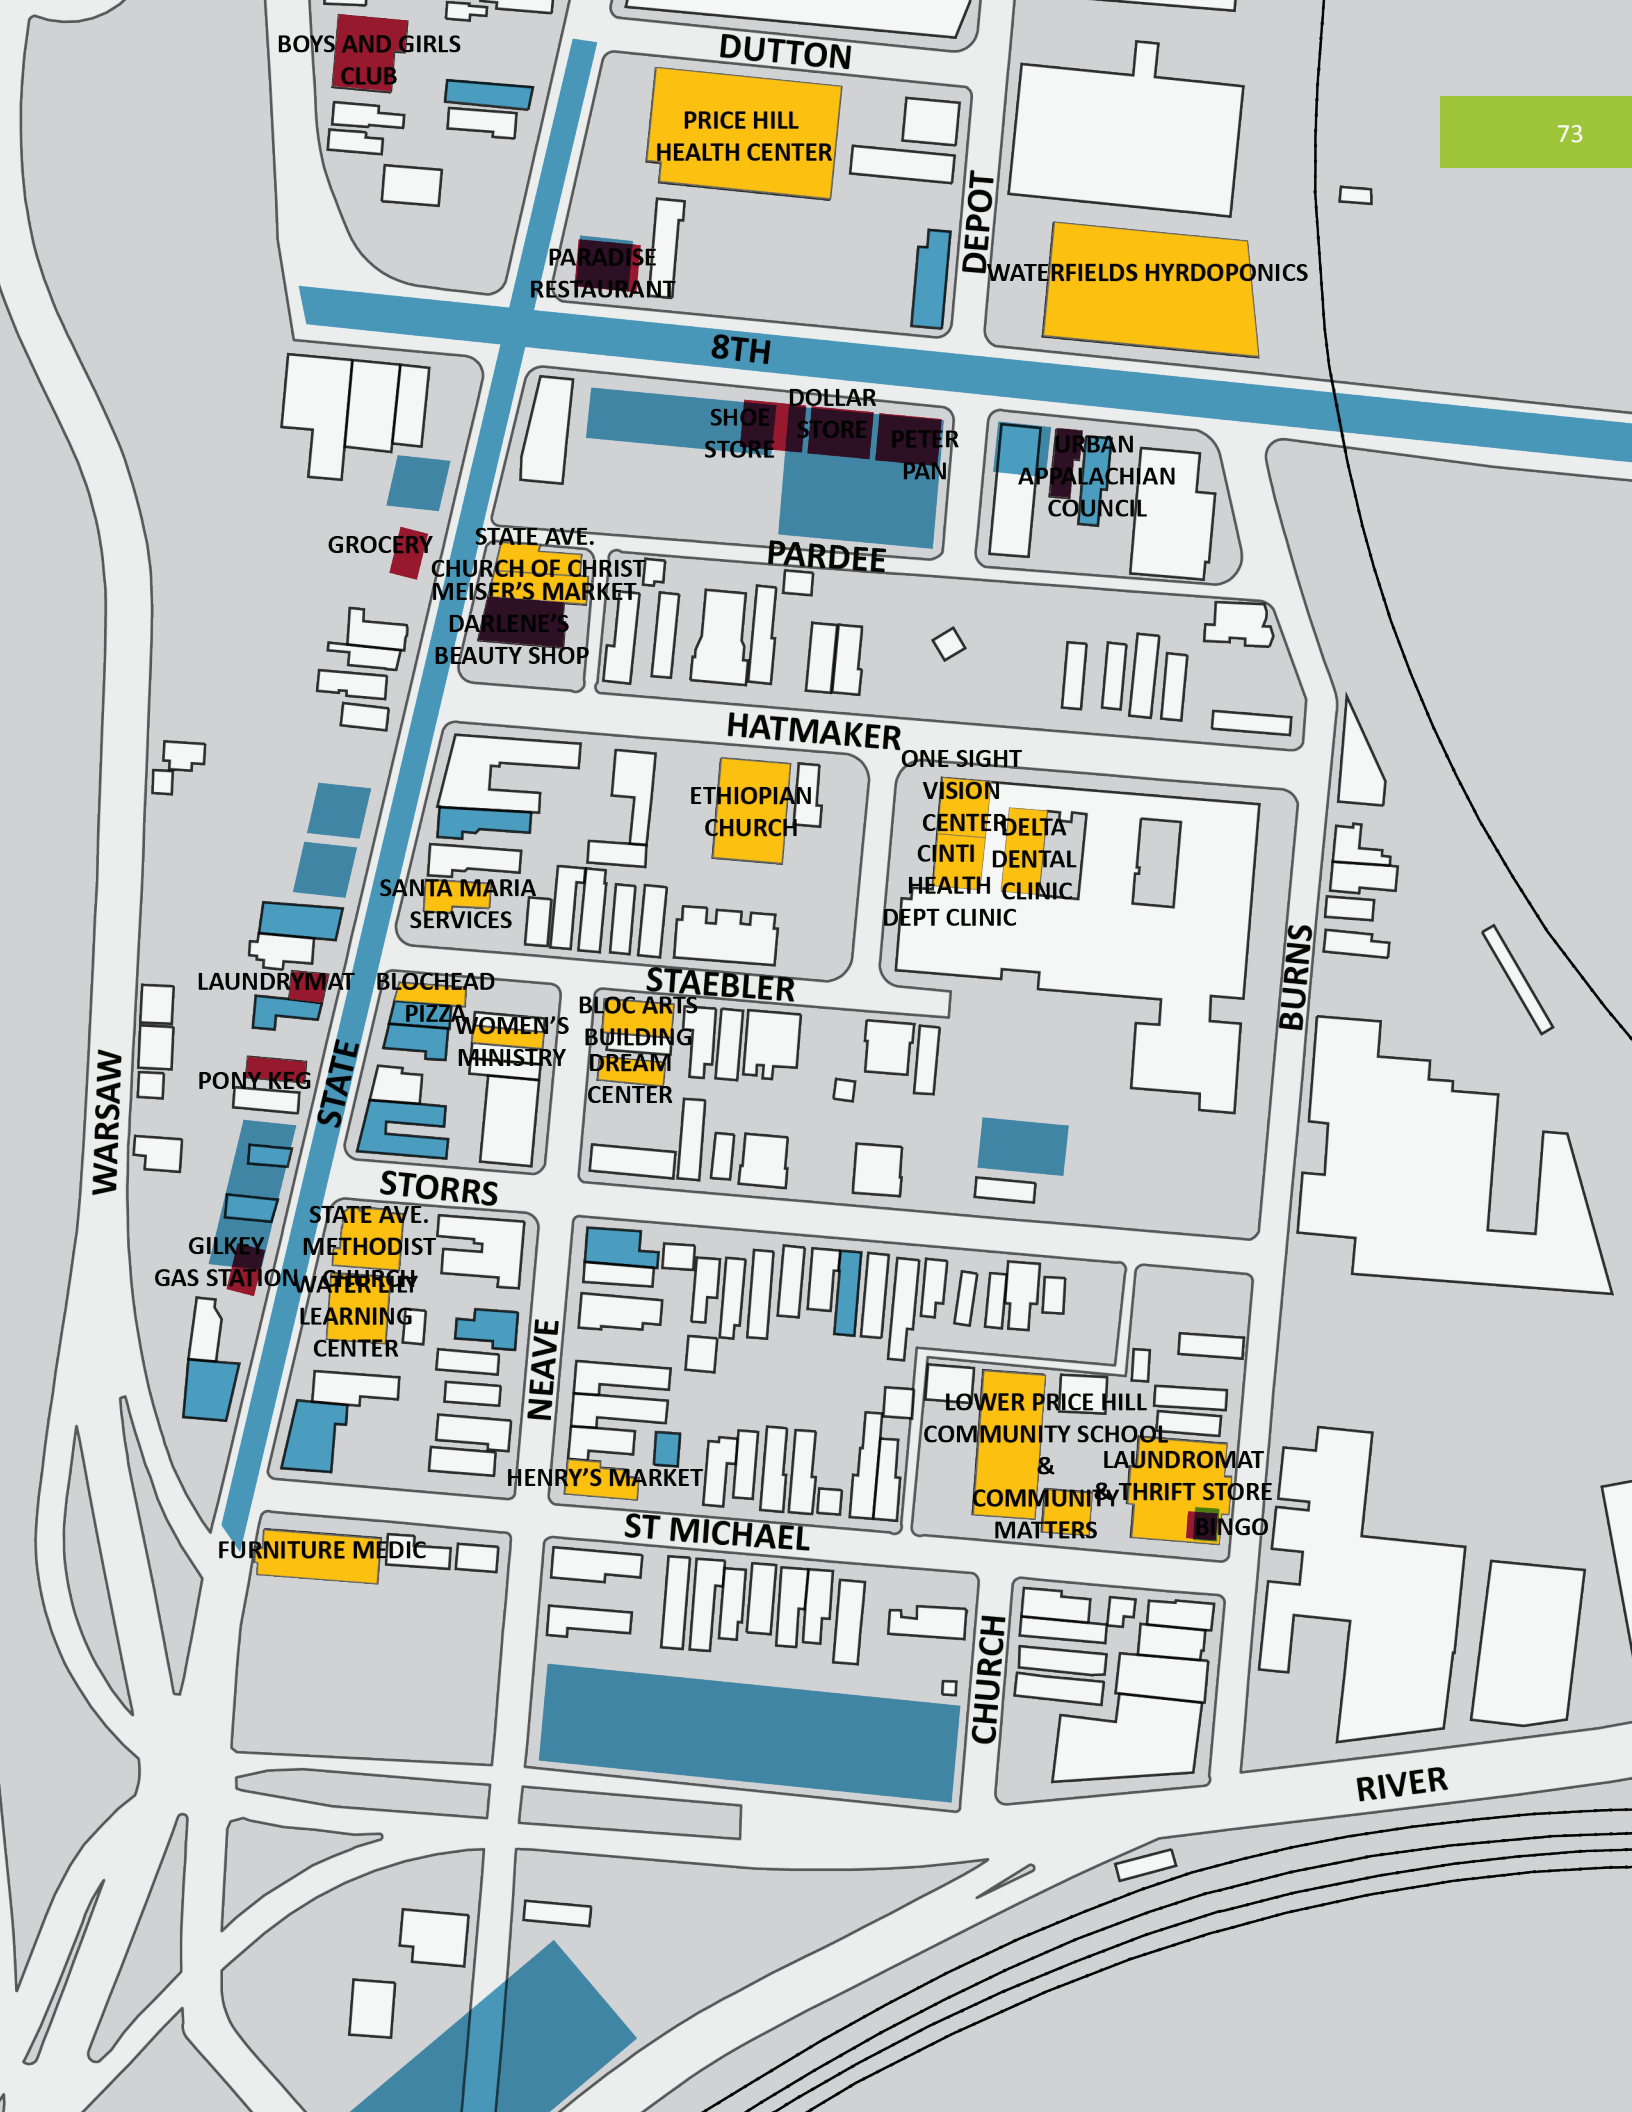 DUTTON
BOYS AND GIRLS
CLUB
PRICE HILL
HEALTH CENTER
73
DEPOT
PARADISE
RESTAURANT
WATERFIELDS HYRDOPONICS
8TH
SHOE
STORE
DOLLAR
STORE
PETER
PAN
URBAN
APPALACHIAN
COUNCIL
GROCERY
STATE AVE.
CHURCH OF CHRIST
MEISER'S MARKET
DARLENE'S
BEAUTY SHOP
PARDEE
HATMAKER
ETHIOPIAN
CHURCH
ONE SIGHT
VISION
CENTER
CINTI
HEALTH
DEPT CLINIC
DELTA
DENTAL
CLINIC
SANTA MARIA
SERVICES
BURNS
STAEBLER
LAUNDRYMAT
BLOCHEAD
PIZZA
WOMEN'S
MINISTRY
BLOC ARTS
BUILDING
DREAM
CENTER
PONY KEG
STATE
WARSAW
STORRS
STATE AVE.
METHODIST
CHURCH
GILKEY
GAS STATION
WATER LILY
LEARNING
CENTER
NEAVE
LOWER PRICE HILL
COMMUNITY SCHOOL
&
COMMUNITY
MATTERS
LAUNDROMAT
& THRIFT STORE
BINGO
HENRY'S MARKET
ST MICHAEL
FURNITURE MEDIC
CHURCH
RIVER